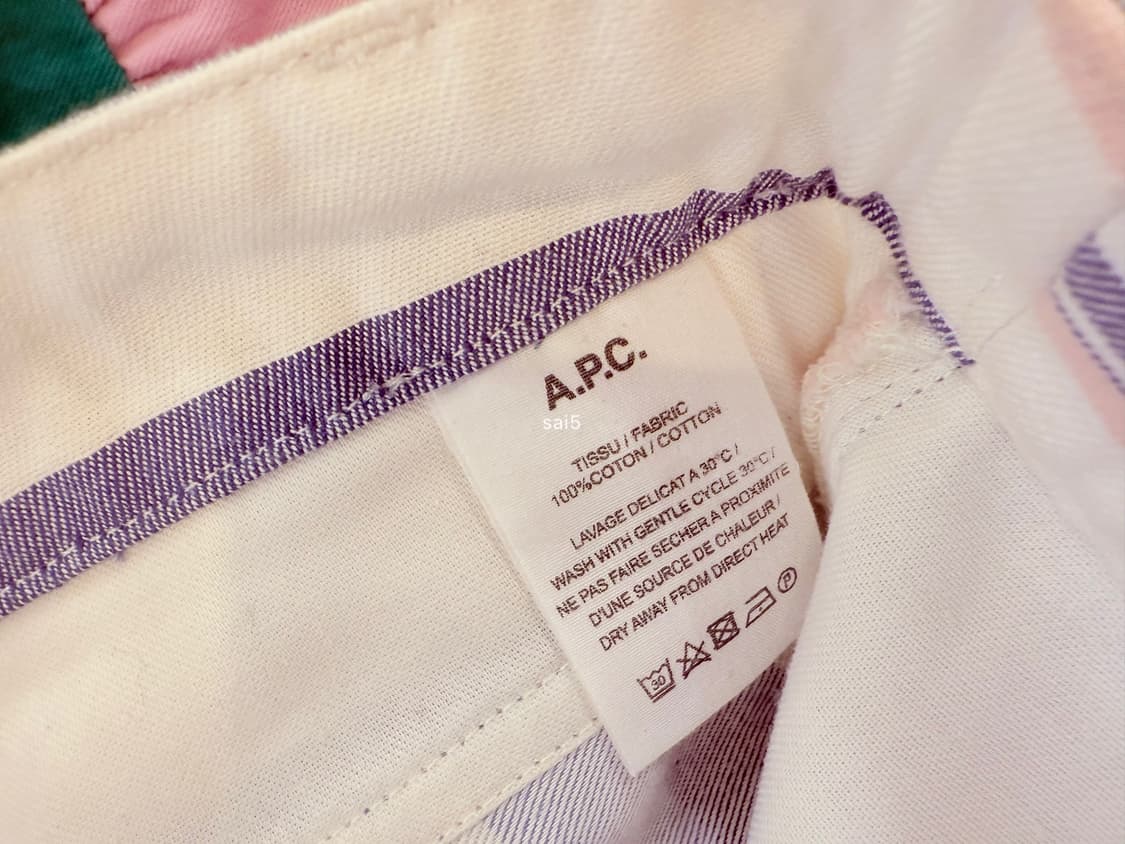 A.P.C.
sai5
TISSU / FABRIC
100%COTON / COTTON
LAVAGE DELICAT A 30°C /
WASH WITH GENTLE CYCLE 30°C /
NE PAS FAIRE SECHER A PROXIMITE
D'UNE SOURCE DE CHALEUR /
DRY AWAY FROM DIRECT HEAT
30 P